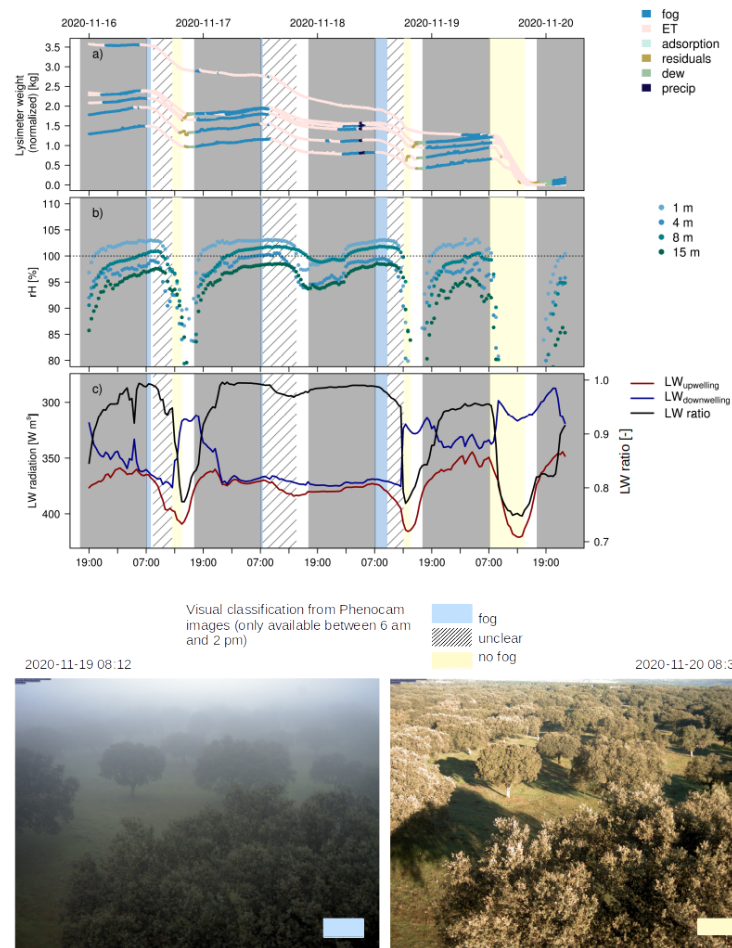 2020-11-16 2020-11-17 2020-11-18 2020-11-19 2020-11-20
fog
ET
adsorption
residuals
dew
precip
a)
Lysimeter weight
(normalized) [kg]
3.5
3.0
2.5
2.0
1.5
1.0
0.5
0.0
b)
rH [%]
110
105
100
95
90
85
80
1 m
4 m
8 m
15 m
c)
LW radiation [W m²]
300
350
400
1.0
0.9
0.8
0.7
LW ratio [-]
LWupwelling
LWdownwelling
LW ratio
19:00 07:00 19:00 07:00 19:00 07:00 19:00 07:00 19:00
Visual classification from Phenocam
images (only available between 6 am
and 2 pm)
fog
unclear
no fog
2020-11-19 08:12 2020-11-20 08:3